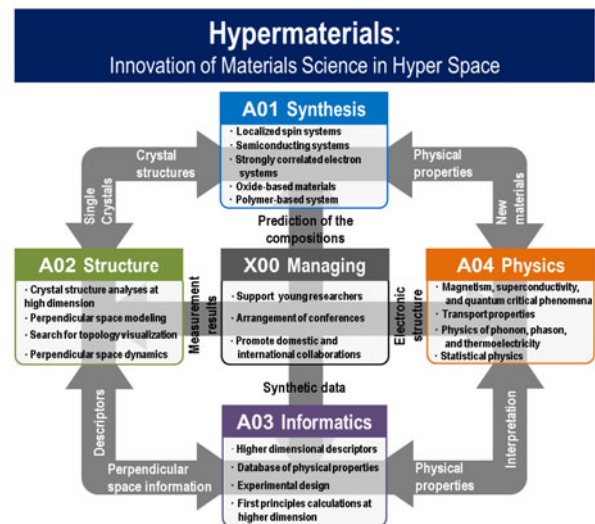 Hypermaterials:
Innovation of Materials Science in Hyper Space
A01 Synthesis
· Localized spin systems
· Semiconducting systems
· Strongly correlated electron
systems
· Oxide-based materials
· Polymer-based system
Crystal
structures
Physical
properties
Single
Crystals
New
materials
Prediction of the
compositions
A02 Structure
· Crystal structure analyses at
high dimension
· Perpendicular space modeling
· Search for topology visualization
· Perpendicular space dynamics
Measurement
results
X00 Managing
· Support young researchers
· Arrangement of conferences
· Promote domestic and
international collaborations
Electronic
structure
A04 Physics
· Magnetism, superconductivity,
and quantum critical phenomena
· Transport properties
· Physics of phonon, phason,
and thermoelectricity
· Statistical physics
Synthetic data
Descriptors
Interpretation
A03 Informatics
· Higher dimensional descriptors
· Database of physical properties
· Experimental design
· First principles calculations at
higher dimension
Perpendicular
space information
Physical
properties